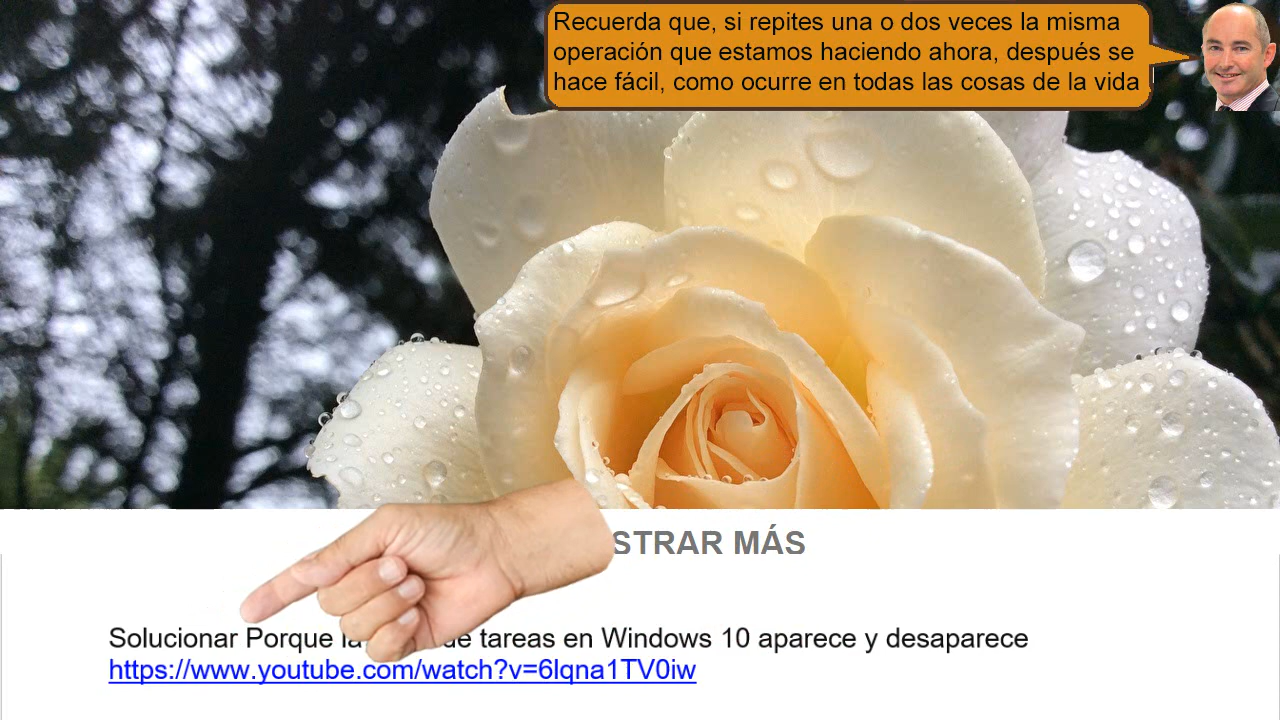 Recuerda que, si repites una o dos veces la misma
operación que estamos haciendo ahora, después se
hace fácil, como ocurre en todas las cosas de la vida
STRAR MÁS
Solucionar Porque la de tareas en Windows 10 aparece y desaparece
https://www.youtube.com/watch?v=6lqna1TV0iw